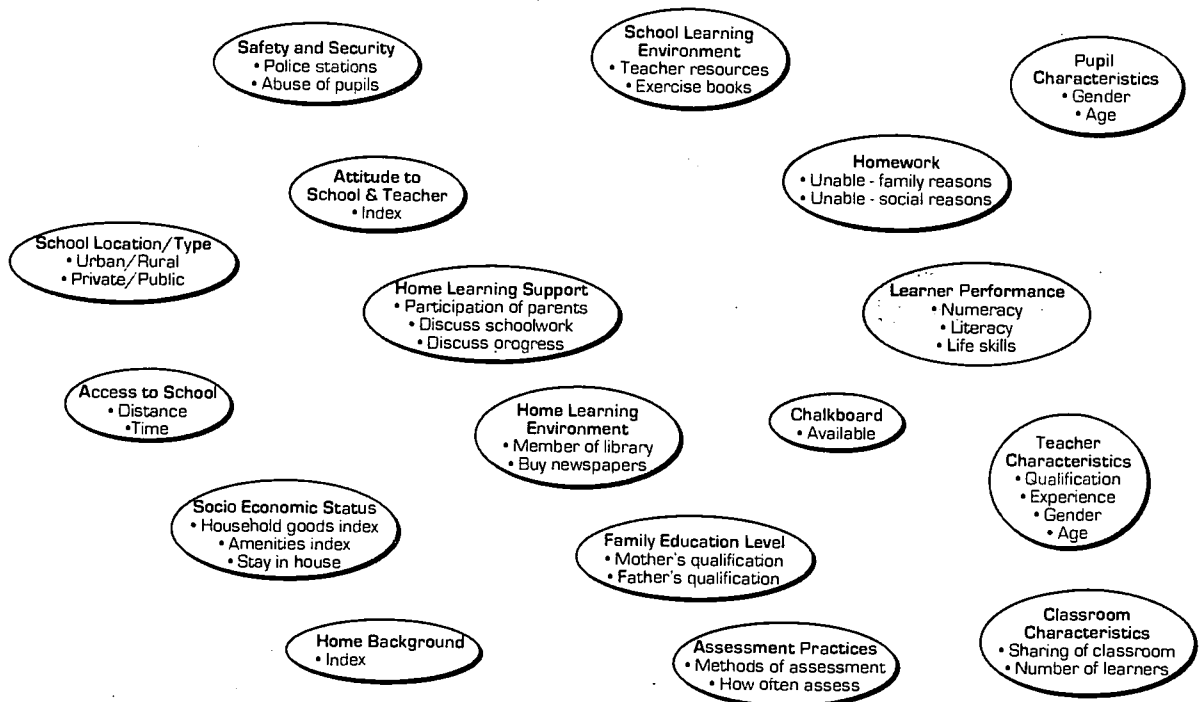 Safety and Security
• Police stations
• Abuse of pupils
School Learning
Environment
• Teacher resources
• Exercise books
Pupil
Characteristics
• Gender
• Age
Attitude to
School & Teacher
• Index
Homework
• Unable - family reasons
• Unable - social reasons
School Location/Type
• Urban/Rural
• Private/Public
Home Learning Support
• Participation of parents
• Discuss schoolwork
• Discuss progress
Learner Performance
• Numeracy
• Literacy
• Life skills
Access to School
• Distance
•Time
Home Learning
Environment
• Member of library
• Buy newspapers
Chalkboard
• Available
Teacher
Characteristics
• Qualification
• Experience
• Gender
• Age
Socio Economic Status
• Household goods index
• Amenities index
• Stay in house
Family Education Level
• Mother's qualification
• Father's qualification
Home Background
• Index
Assessment Practices
• Methods of assessment
• How often assess
Classroom
Characteristics
• Sharing of classroom
• Number of learners